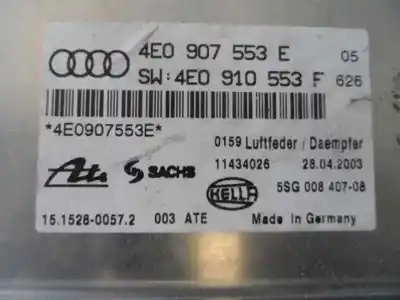 4E0 907 553 E 05
SW:4E0 910 553 F 626
*4E0907553E*
0159 Luftfeder/Daempfer
11434026 28.04.2003
Ate SACHS HELLA 5SG 008 407-08
15.1526-0057.2 003 ATE Made in Germany